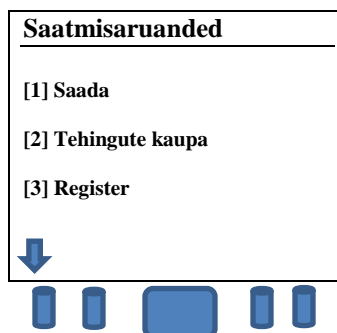 Saatmisaruanded
[1] Saada
[2] Tehingute kaupa
[3] Register